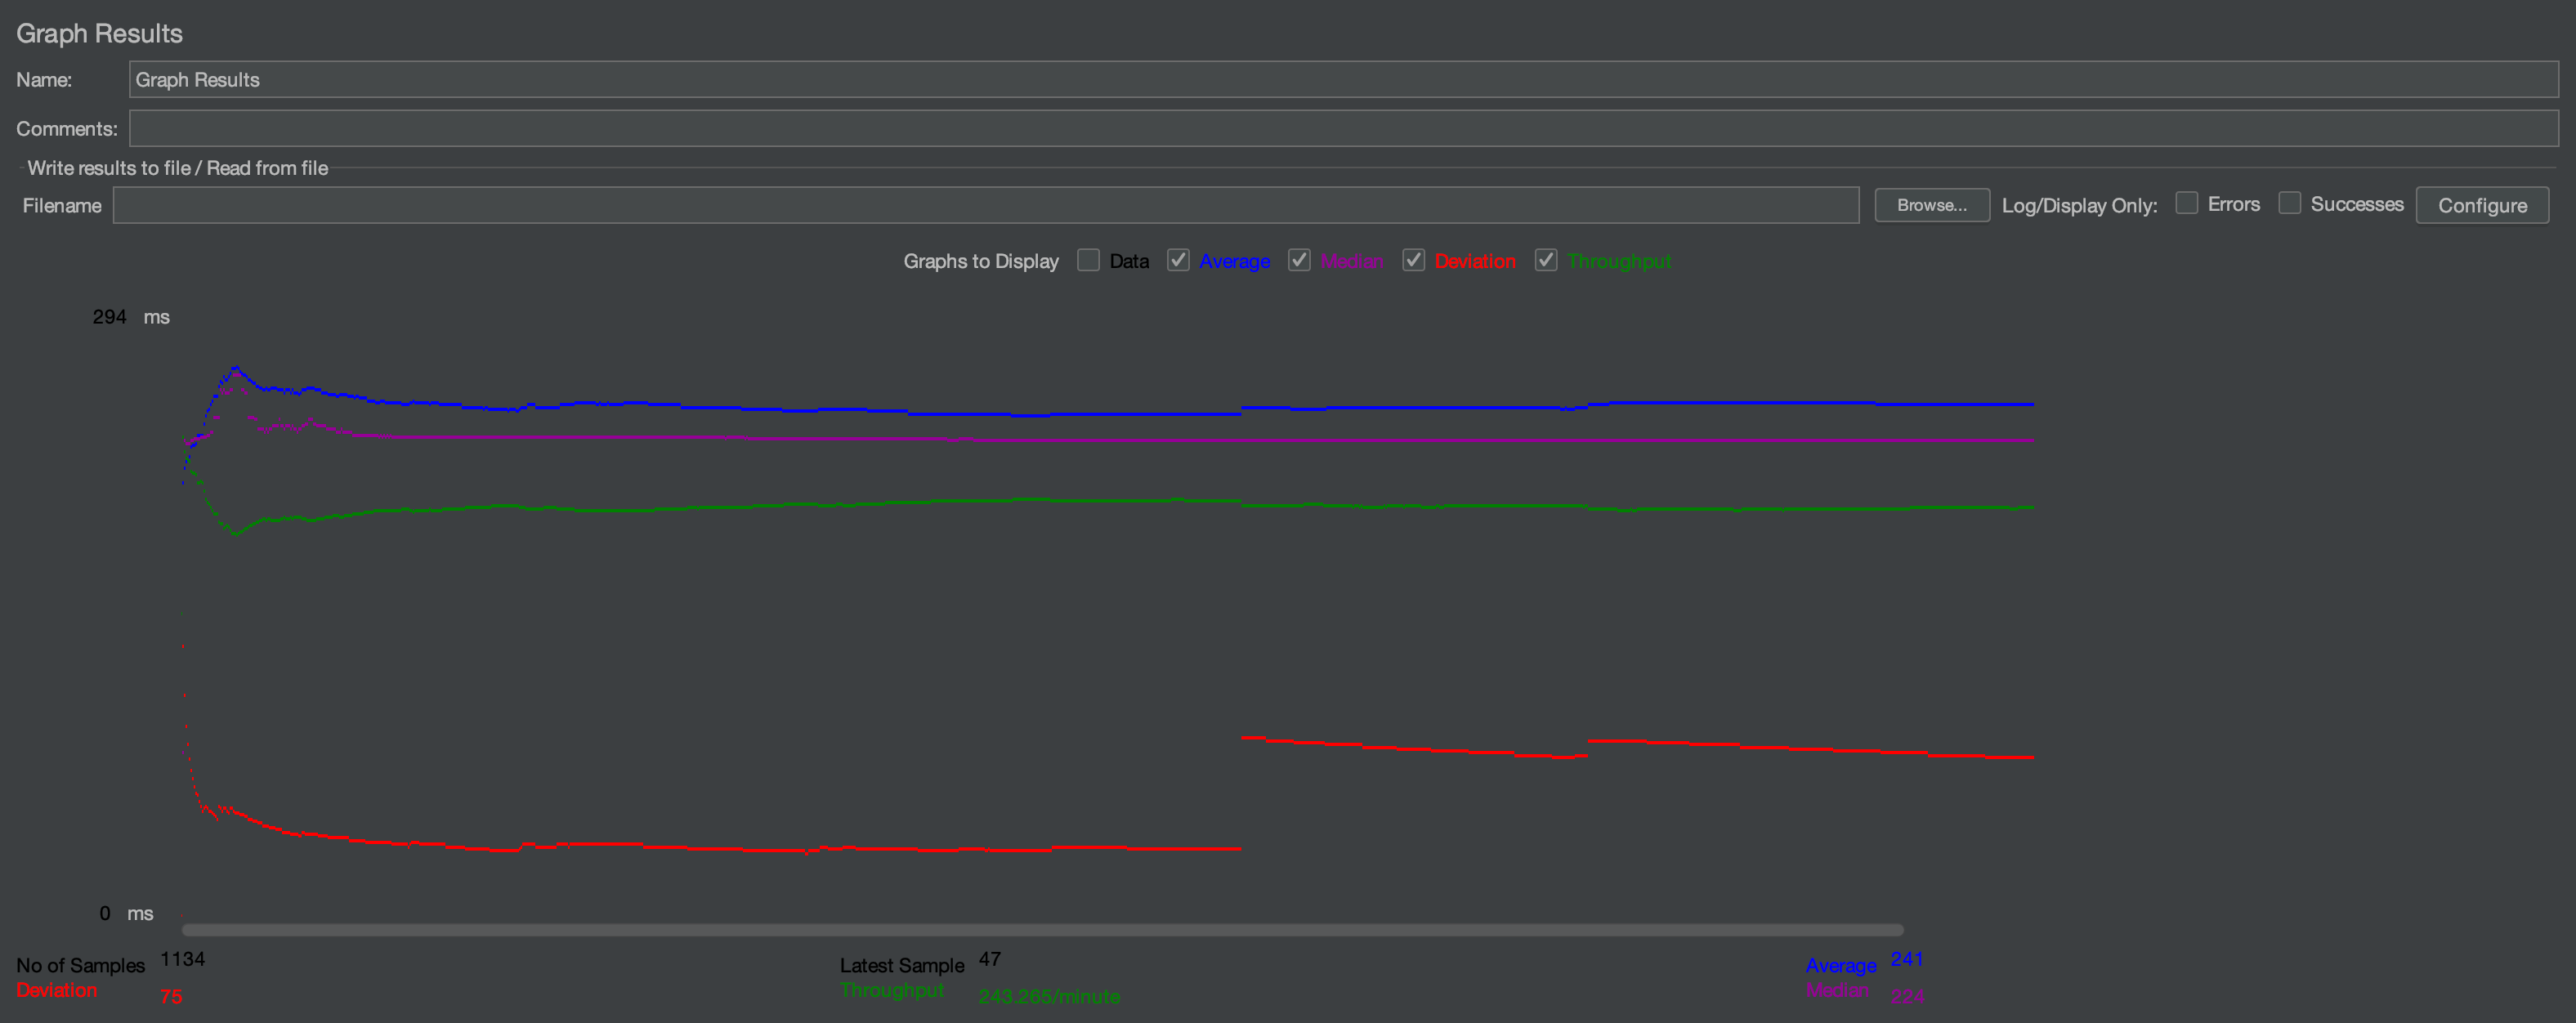 Graph Results
Name: Graph Results
Comments:
Write results to file / Read from file
Filename Browse... Log/Display Only: Errors Successes Configure
Graphs to Display Data Average Median Deviation Throughput
294 ms
0 ms
No of Samples 1134 Latest Sample 47 Average 241
Deviation 75 Throughput 243.265/minute Median 224